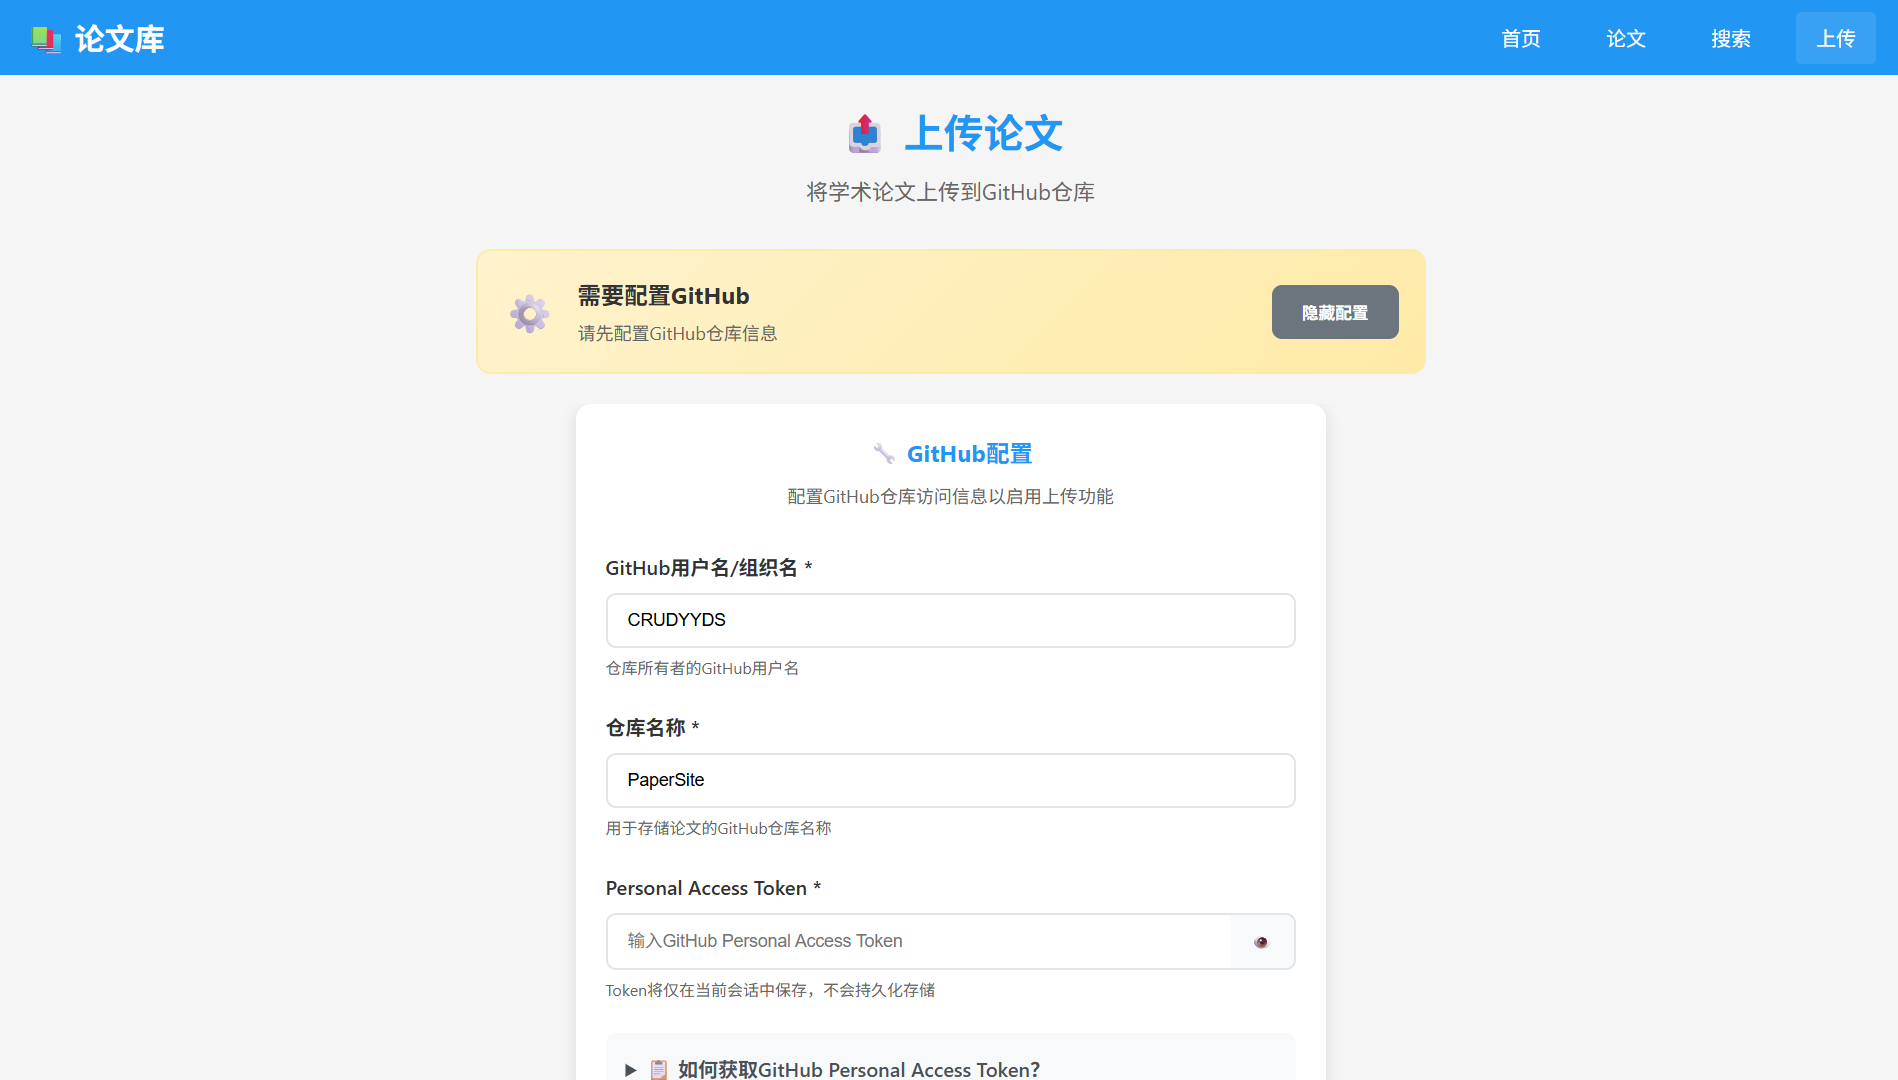 论文库
首页
论文
搜索
上传
上传论文
将学术论文上传到GitHub仓库
需要配置GitHub
请先配置GitHub仓库信息
隐藏配置
GitHub配置
配置GitHub仓库访问信息以启用上传功能
GitHub用户名/组织名 *
CRUDYYDS
仓库所有者的GitHub用户名
仓库名称 *
PaperSite
用于存储论文的GitHub仓库名称
Personal Access Token *
输入GitHub Personal Access Token
Token将仅在当前会话中保存，不会持久化存储
如何获取GitHub Personal Access Token?